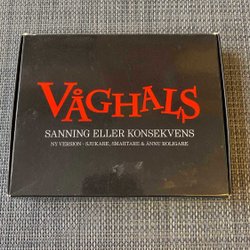 VÅGHALS
SANNING ELLER KONSEKVENS
NY VERSION - SJUKARE, SMARTARE & ÄNNU ROLIGARE